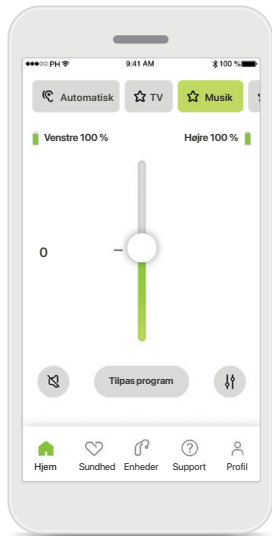 ●●●○○ PH 9:41 AM 100 %
Automatisk TV Musik
Venstre 100 % Højre 100 %
0
Tilpas program
Hjem Sundhed Enheder Support Profil